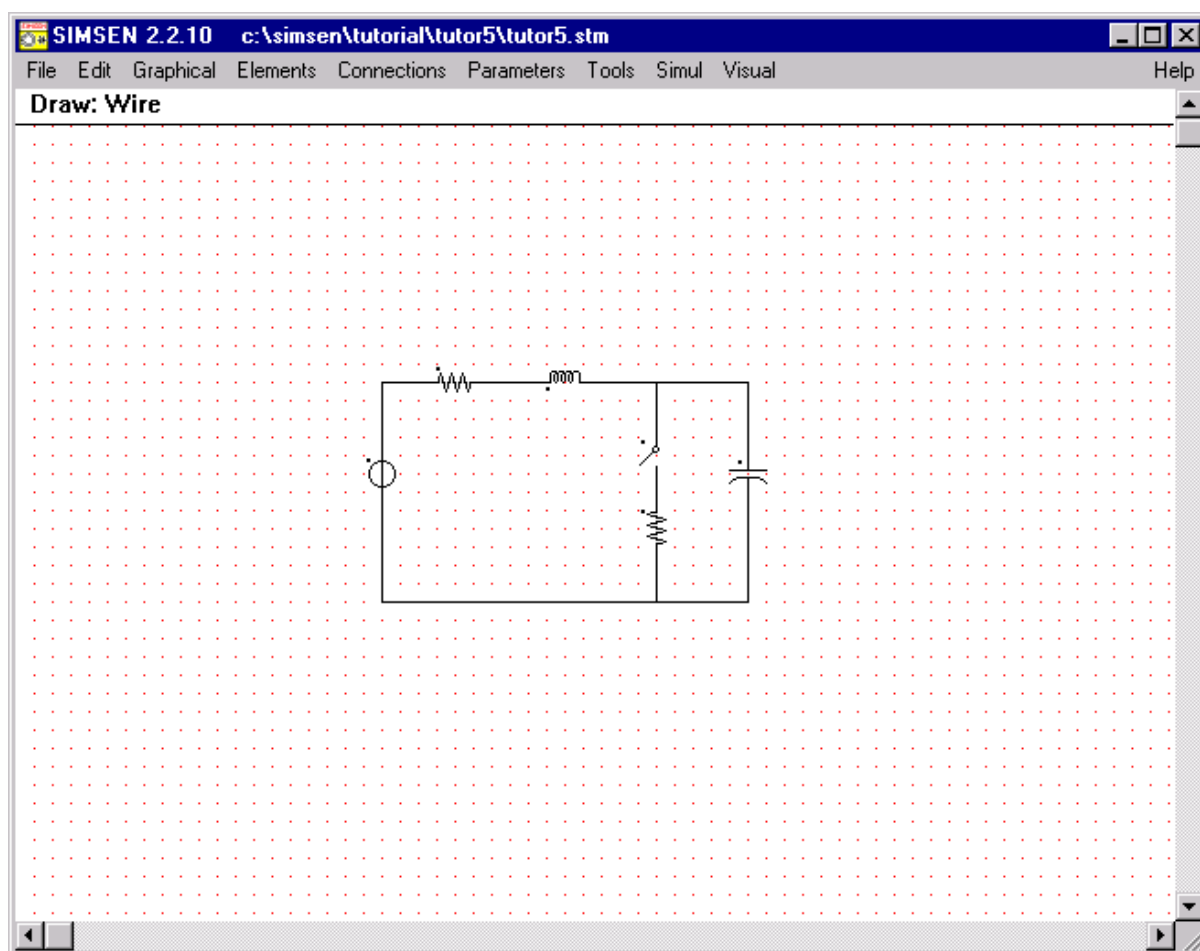 SIMSEN 2.2.10 c:\simsen\tutorial\tutor5\tutor5.stm
File Edit Graphical Elements Connections Parameters Tools Simul Visual Help
Draw: Wire